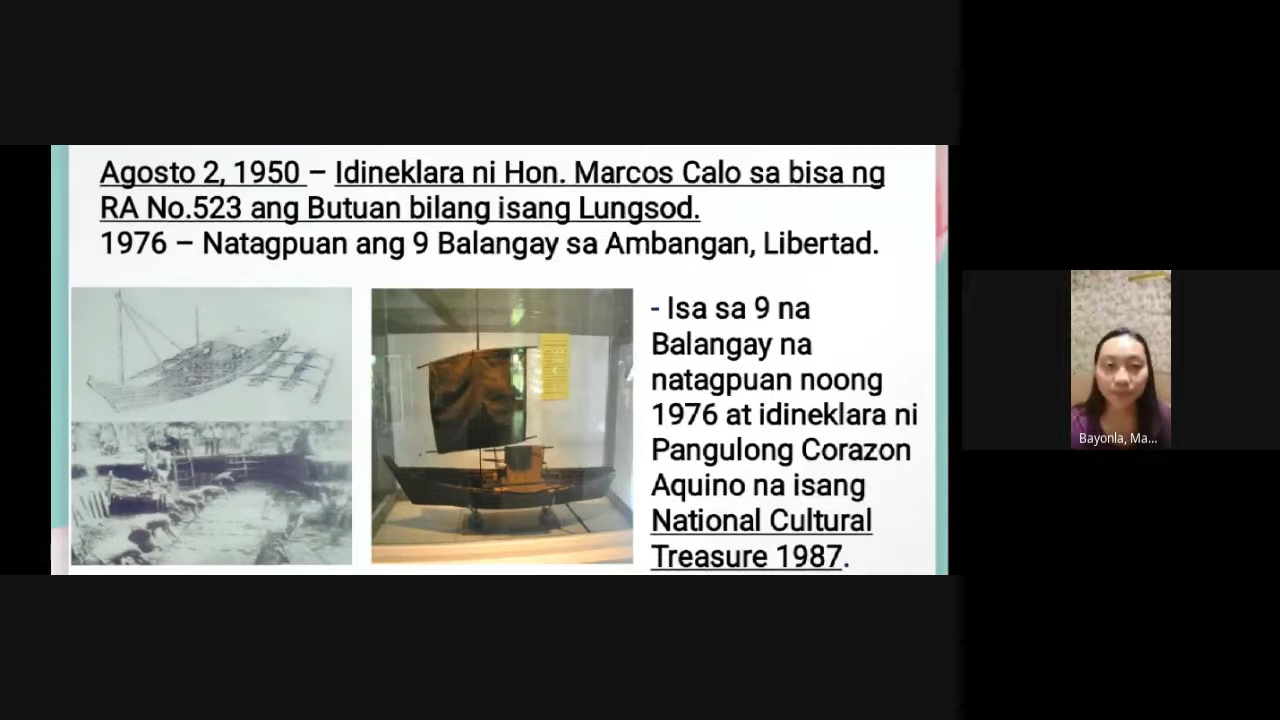 Agosto 2, 1950 – Idineklara ni Hon. Marcos Calo sa bisa ng
RA No.523 ang Butuan bilang isang Lungsod.
1976 – Natagpuan ang 9 Balangay sa Ambangan, Libertad.
- Isa sa 9 na
Balangay na
natagpuan noong
1976 at idineklara ni
Pangulong Corazon
Aquino na isang
National Cultural
Treasure 1987.
Bayonla, Ma...